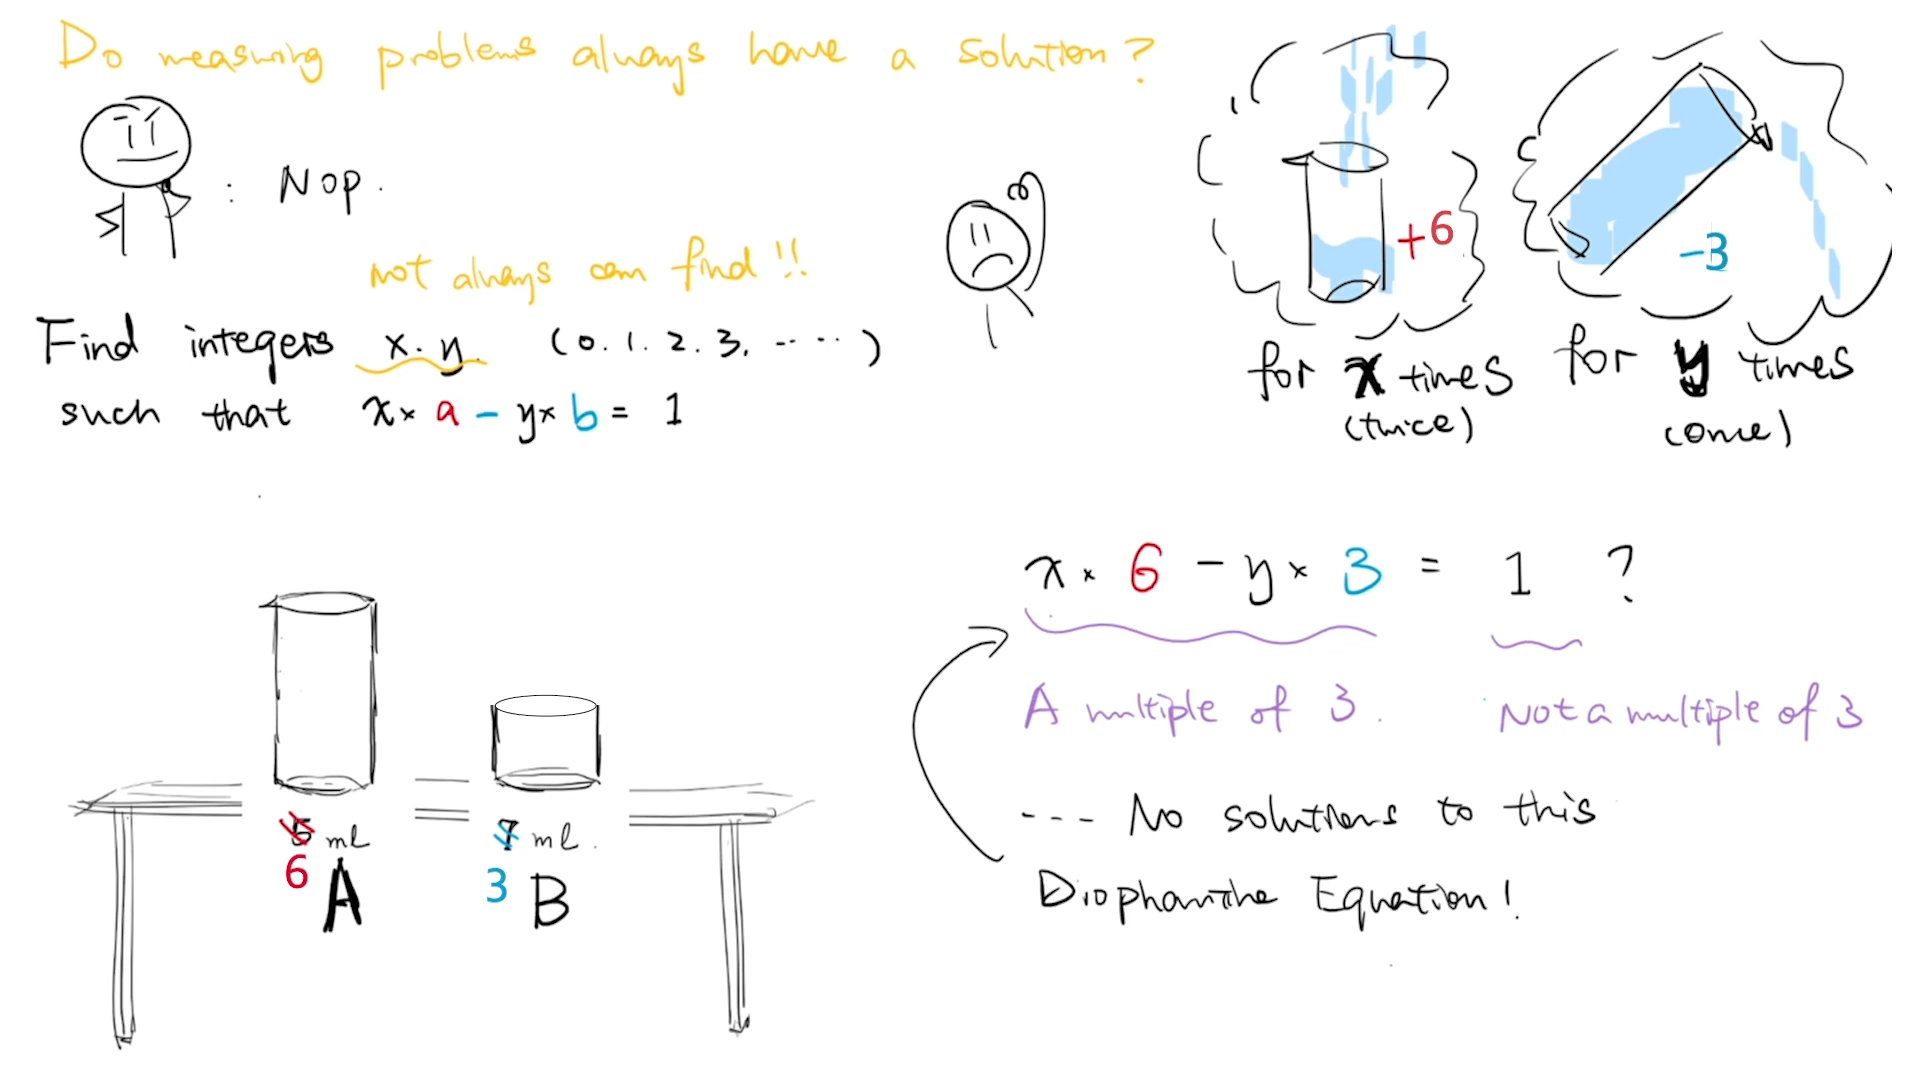 Do measuring problems always have a solution?
: Nop.
not always can find!!
Find integers x. y. (0. 1. 2. 3. .....)
such that x× a - y× b = 1
+6
-3
for x times
(twice)
for y times
(once)
x × 6 - y × 3 = 1 ?
A multiple of 3.
Not a multiple of 3
--- No solutions to this
Diophantine Equation!
ml
6
A
ml.
3
B